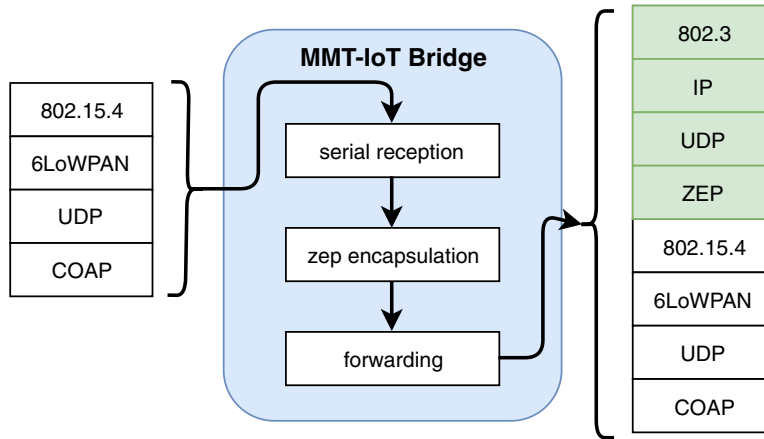 802.15.4
6LoWPAN
UDP
COAP
MMT-IoT Bridge
serial reception
zep encapsulation
forwarding
802.3
IP
UDP
ZEP
802.15.4
6LoWPAN
UDP
COAP